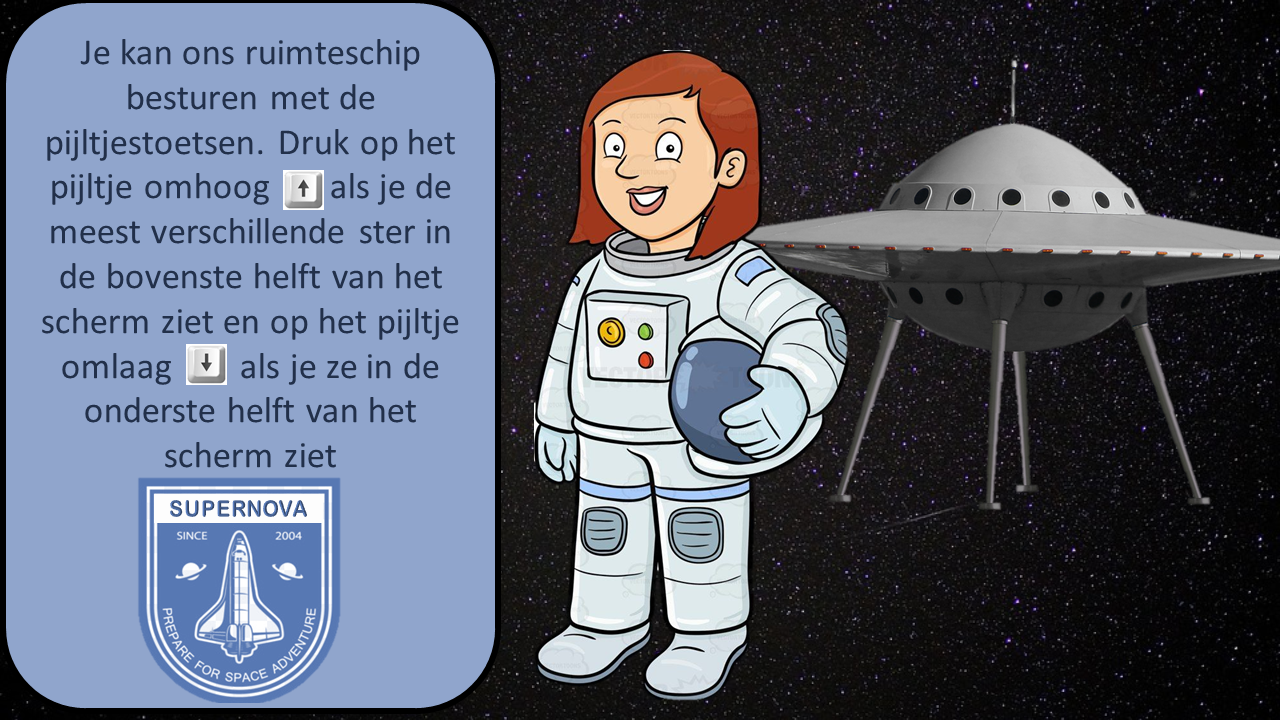 Je kan ons ruimteschip
besturen met de
pijltjestoetsen. Druk op het
pijltje omhoog ↑ als je de
meest verschillende ster in
de bovenste helft van het
scherm ziet en op het pijltje
omlaag ↓ als je ze in de
onderste helft van het
scherm ziet
SUPERNOVA
SINCE 2004
PREPARE FOR SPACE ADVENTURE